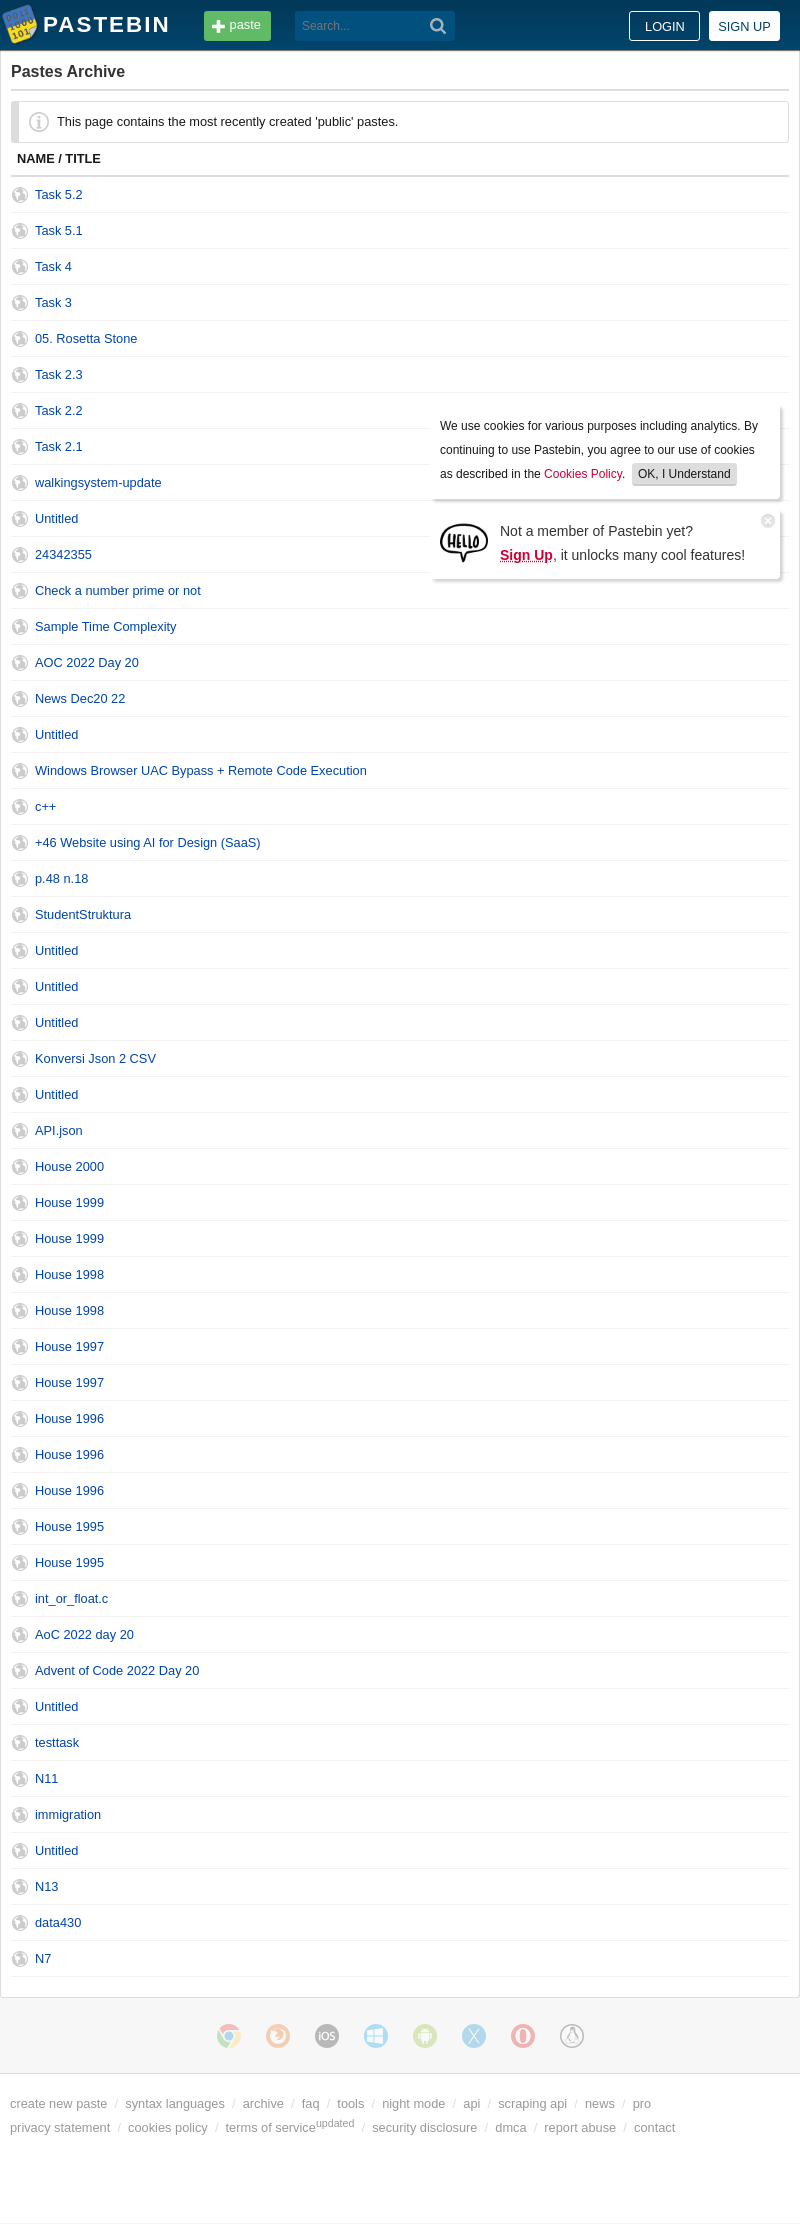 PASTEBIN
paste
Search...
LOGIN
SIGN UP
Pastes Archive
This page contains the most recently created 'public' pastes.
NAME / TITLE
Task 5.2
Task 5.1
Task 4
Task 3
05. Rosetta Stone
Task 2.3
Task 2.2
Task 2.1
walkingsystem-update
Untitled
24342355
Check a number prime or not
We use cookies for various purposes including analytics. By
continuing to use Pastebin, you agree to our use of cookies
as described in the Cookies Policy. OK, I Understand
HELLO
Not a member of Pastebin yet?
Sign Up, it unlocks many cool features!
Sample Time Complexity
AOC 2022 Day 20
News Dec20 22
Untitled
Windows Browser UAC Bypass + Remote Code Execution
c++
+46 Website using AI for Design (SaaS)
p.48 n.18
StudentStruktura
Untitled
Untitled
Untitled
Konversi Json 2 CSV
Untitled
API.json
House 2000
House 1999
House 1999
House 1998
House 1998
House 1997
House 1997
House 1996
House 1996
House 1996
House 1995
House 1995
int_or_float.c
AoC 2022 day 20
Advent of Code 2022 Day 20
Untitled
testtask
N11
immigration
Untitled
N13
data430
N7
iOS
create new paste / syntax languages / archive / faq / tools / night mode / api / scraping api / news / pro
privacy statement / cookies policy / terms of service updated / security disclosure / dmca / report abuse / contact